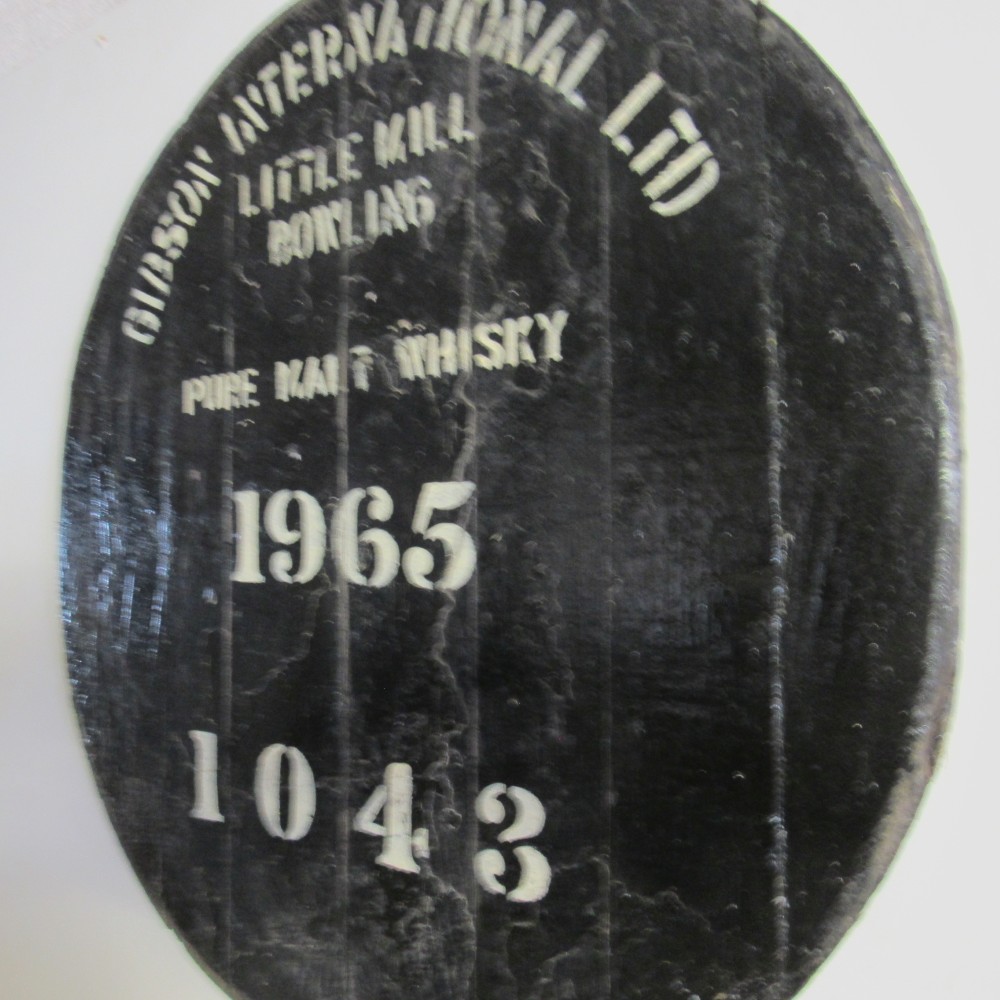 GIBSON INTERNATIONAL LTD
LITTLE MILL
BOWLING
PURE MALT WHISKY
1965
1043